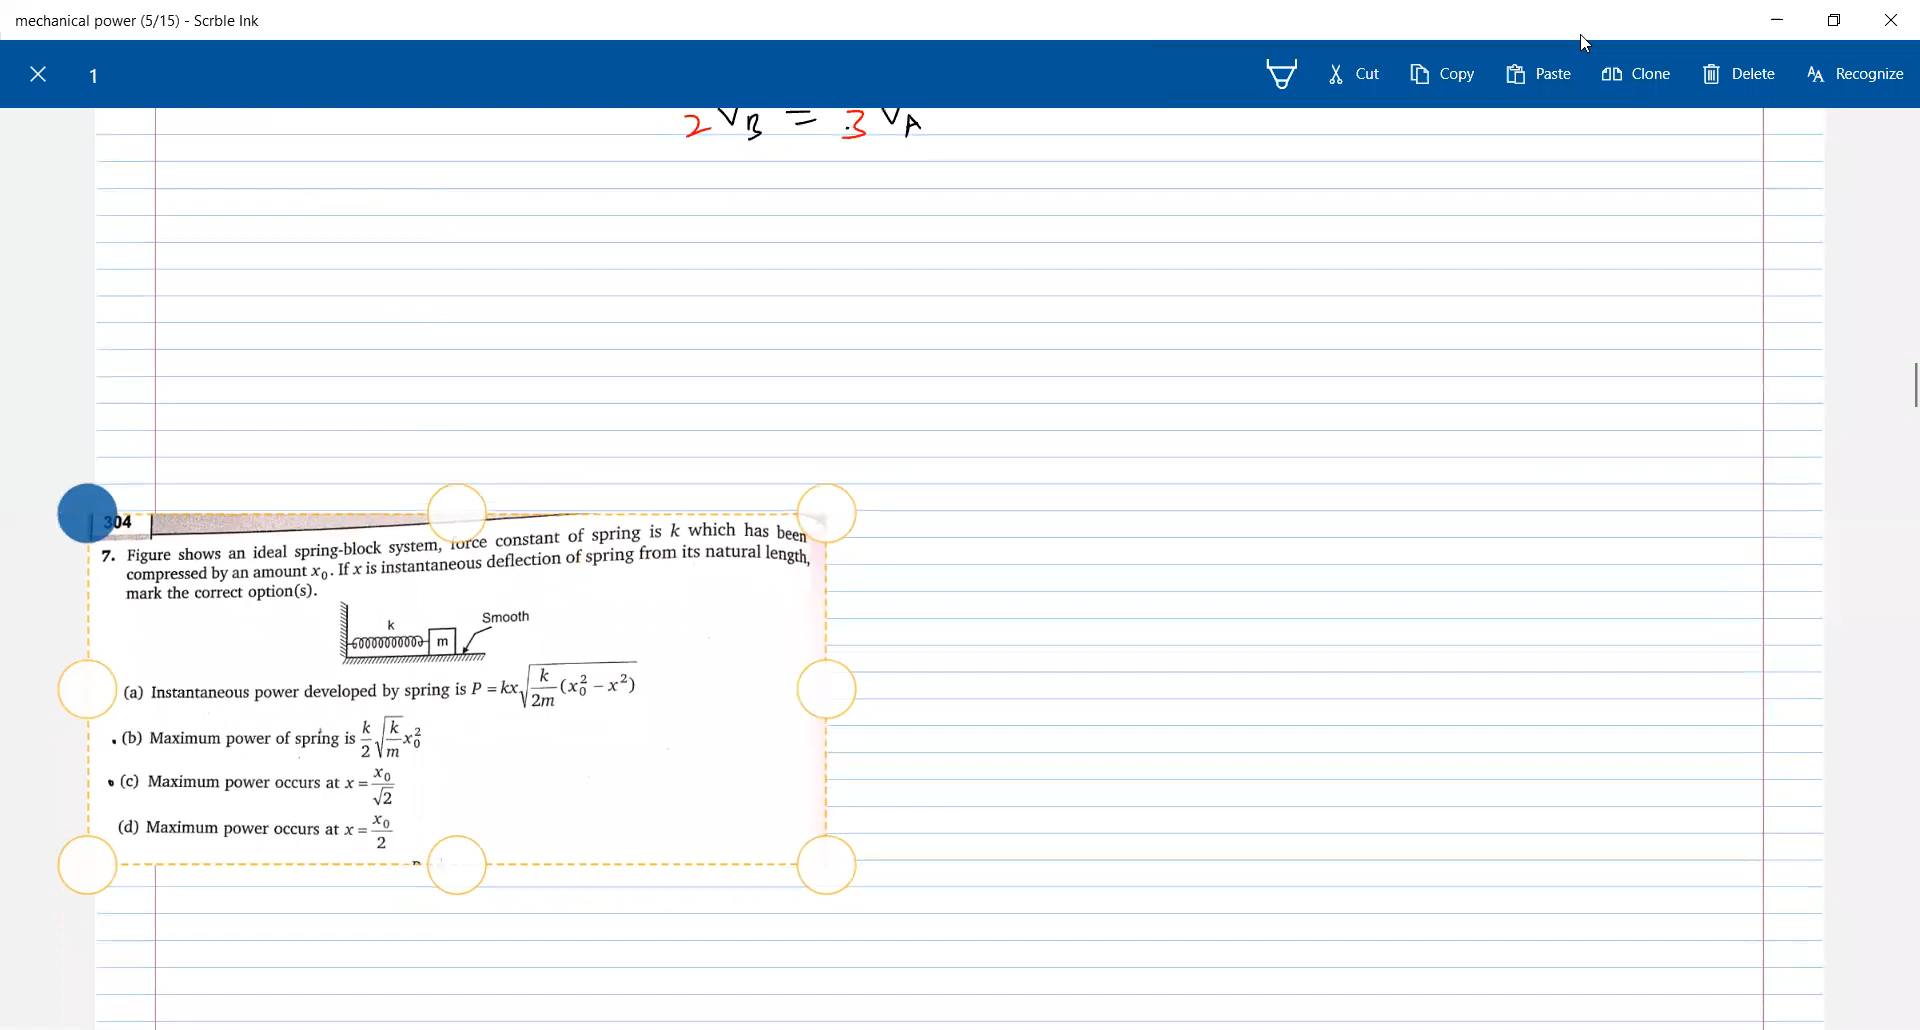 mechanical power (5/15) - Scrble Ink
1
Cut
Copy
Paste
Clone
Delete
Recognize
2 V_B = 3 V_A
304
7. Figure shows an ideal spring-block system, force constant of spring is k which has been
compressed by an amount x₀. If x is instantaneous deflection of spring from its natural length,
mark the correct option(s).
k
m
Smooth
(a) Instantaneous power developed by spring is P = kx√(k/2m (x₀² − x²))
(b) Maximum power of spring is k/2 √(k/m) x₀²
(c) Maximum power occurs at x = x₀/√2
(d) Maximum power occurs at x = x₀/2